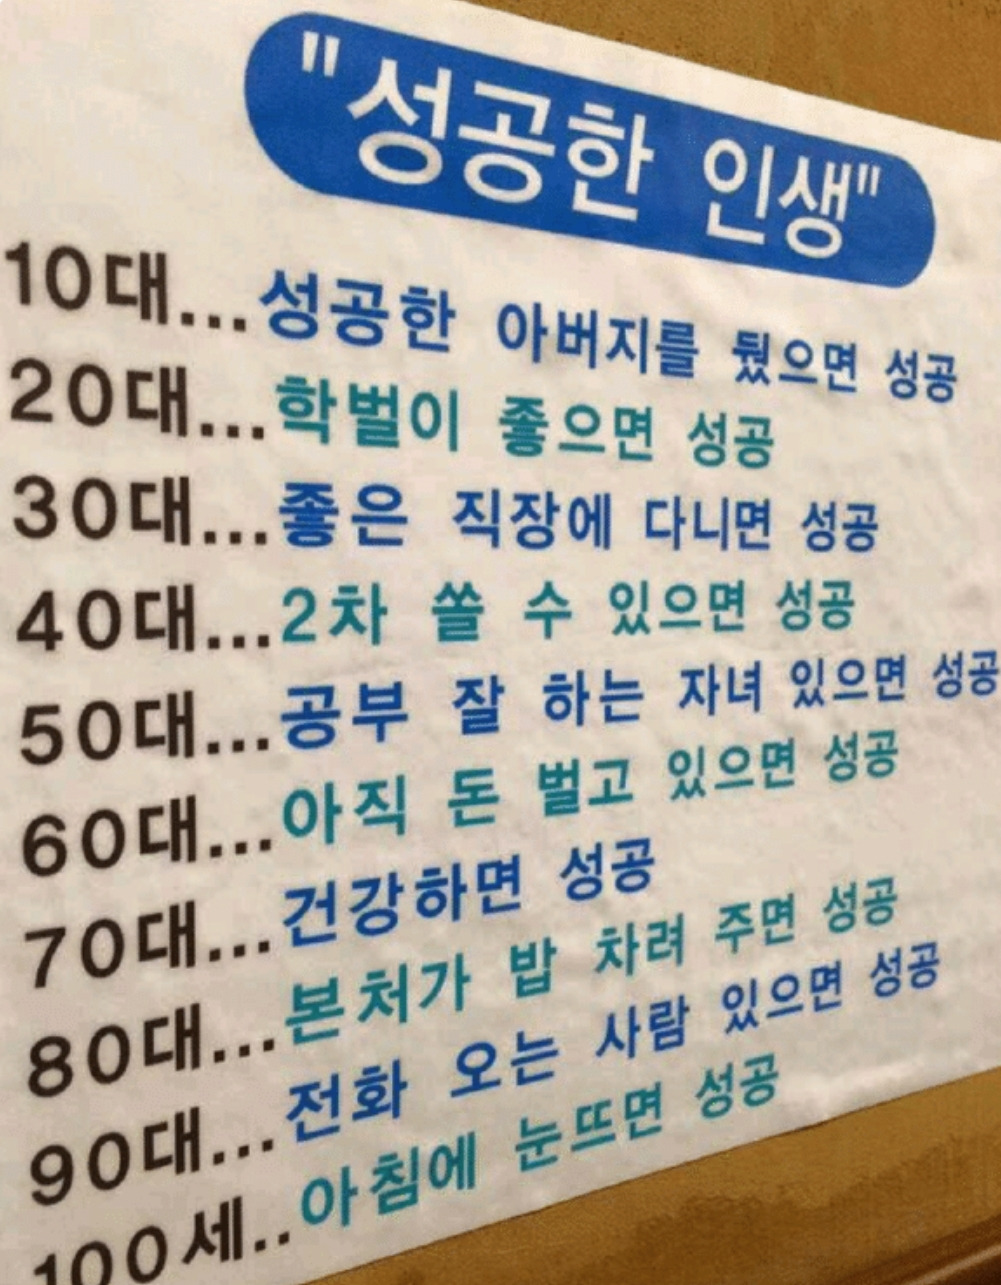 "성공한 인생"
10대...성공한 아버지를 뒀으면 성공
20대...학벌이 좋으면 성공
30대...좋은 직장에 다니면 성공
40대...2차 쏠 수 있으면 성공
50대...공부 잘 하는 자녀 있으면 성공
60대...아직 돈 벌고 있으면 성공
70대...건강하면 성공
80대...본처가 밥 차려 주면 성공
90대...전화 오는 사람 있으면 성공
100세..아침에 눈뜨면 성공